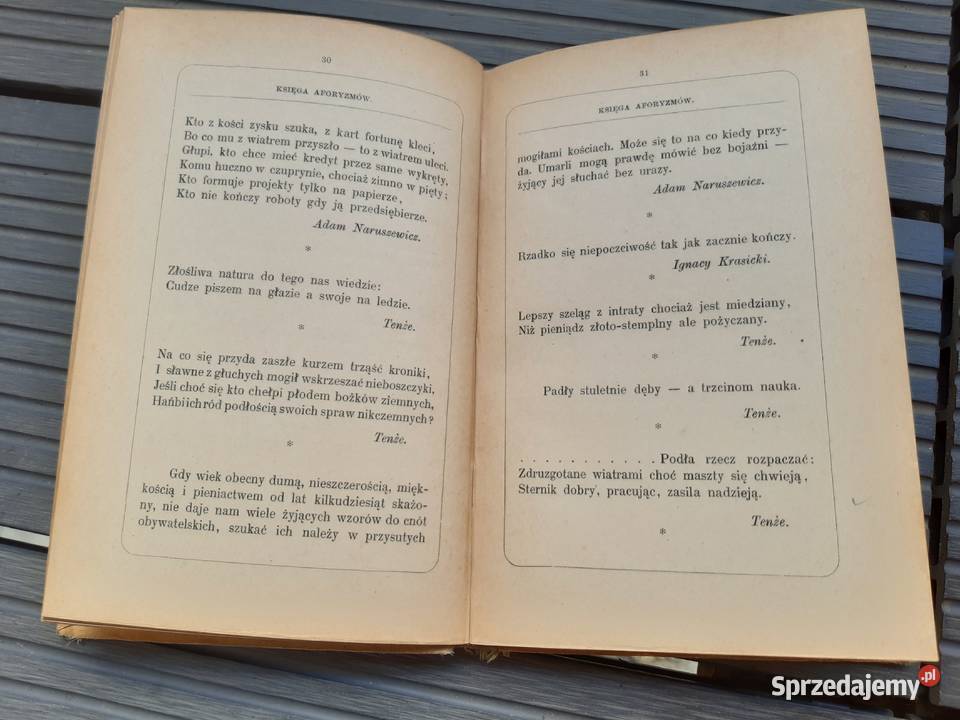 30
KSIĘGA AFORYZMÓW.
Kto z kości zysku szuka, z kart fortunę kleci,
Bo co mu z wiatrem przyszło — to z wiatrem uleci.
Głupi, kto chce mieć kredyt przez same wykręty,
Komu huczno w czuprynie, chociaż zimno w pięty;
Kto formuje projekty tylko na papierze,
Kto nie kończy roboty gdy ją przedsiębierze.
Adam Naruszewicz.
*
Złośliwa natura do tego nas wiedzie:
Cudze piszem na głazie a swoje na ledzie.
Tenże.
*
Na co się przyda zaszłe kurzem trząść kroniki,
I sławne z głuchych mogił wskrzeszać nieboszczyki.
Jeśli choć się kto chełpi płodem bożków ziemnych,
Hańbi ich ród podłością swoich spraw nikczemnych?
Tenże.
*
Gdy wiek obecny dumą, nieszczerością, mięk-
kością i pieniactwem od lat kilkudziesiąt skażo-
ny, nie daje nam wiele żyjących wzorów do cnót
obywatelskich, szukać ich należy w przysutych
31
KSIĘGA AFORYZMÓW.
mogiłami kościach. Może się to na co kiedy przy-
da. Umarli mogą prawdę mówić bez bojaźni —
żyjący jej słuchać bez urazy.
Adam Naruszewicz.
*
Rzadko się niepoczciwość tak jak zacznie kończy.
Ignacy Krasicki.
*
Lepszy szeląg z intraty chociaż jest miedziany,
Niż pieniądz złoto-stemplny ale pożyczany.
Tenże.
*
Padły stuletnie dęby — a trzcinom nauka.
Tenże.
*
. . . . . . . . . . . Podła rzecz rozpaczać:
Zdruzgotane wiatrami choć maszty się chwieją,
Sternik dobry, pracując, zasila nadzieją.
Tenże.
*
Sprzedajemy.pl